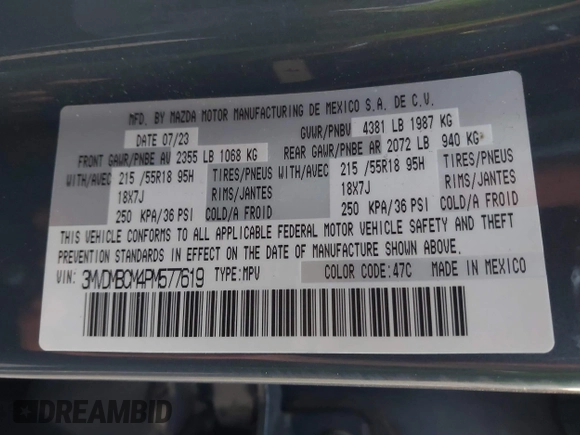 MFD. BY MAZDA MOTOR MANUFACTURING DE MEXICO S.A. DE C.V.
DATE 07/23 GVWR/PNBV 4381 LB 1987 KG
FRONT GAWR/PNBE AV 2355 LB 1068 KG REAR GAWR/PNBE AR 2072 LB 940 KG
WITH/AVEC 215 /55R18 95H TIRES/PNEUS WITH/AVEC 215 /55R18 95H TIRES/PNEUS
18X7J RIMS/JANTES 18X7J RIMS/JANTES
250 KPA/36 PSI COLD/A FROID 250 KPA/36 PSI COLD/A FROID
THIS VEHICLE CONFORMS TO ALL APPLICABLE FEDERAL MOTOR VEHICLE SAFETY AND THEFT
PREVENTION STANDARDS IN EFFECT ON THE DATE OF MANUFACTURE SHOWN ABOVE.
VIN: 3MVDMBCM4PM577619 TYPE:MPV COLOR CODE:47C MADE IN MEXICO
DREAMBID